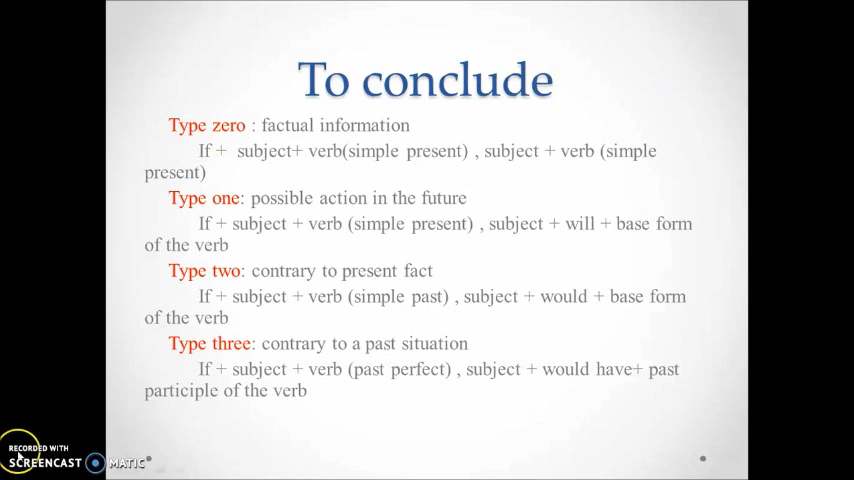 To conclude
Type zero : factual information
If + subject+ verb(simple present) , subject + verb (simple
present)
Type one: possible action in the future
If + subject + verb (simple present) , subject + will + base form
of the verb
Type two: contrary to present fact
If + subject + verb (simple past) , subject + would + base form
of the verb
Type three: contrary to a past situation
If + subject + verb (past perfect) , subject + would have+ past
participle of the verb
RECORDED WITH
SCREENCAST MATIC